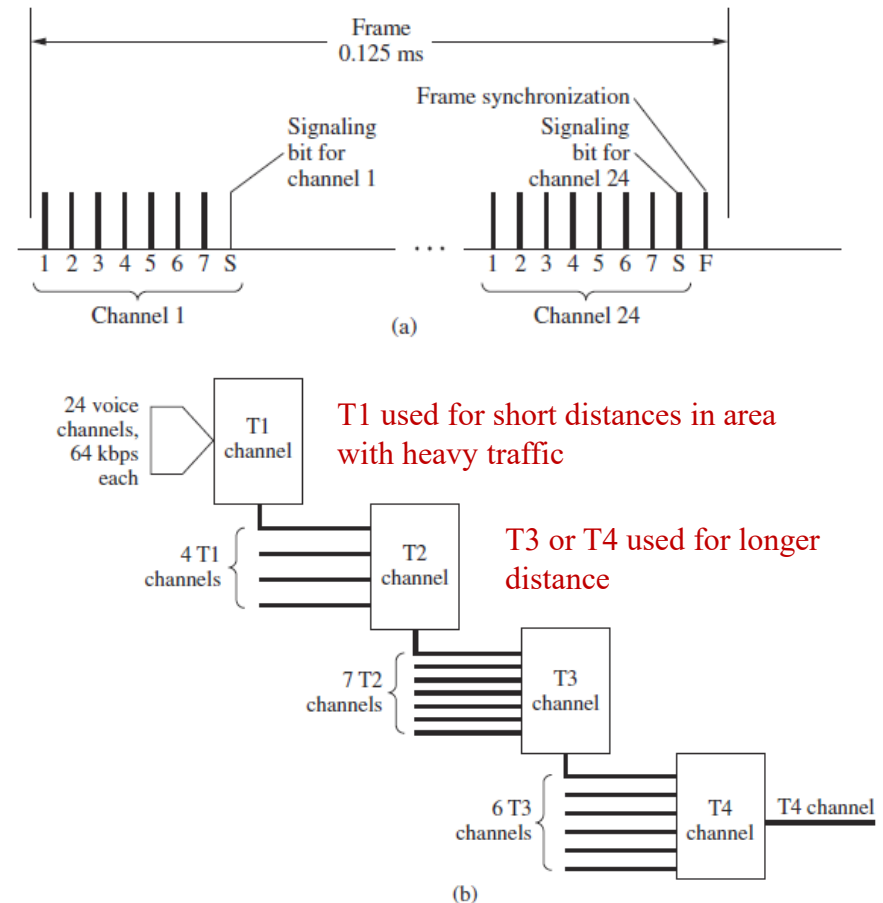 Frame
0.125 ms
Frame synchronization
Signaling
bit for
channel 1
Signaling
bit for
channel 24
1 2 3 4 5 6 7 S
...
1 2 3 4 5 6 7 S F
Channel 1
Channel 24
(a)
24 voice
channels,
64 kbps
each
T1
channel
T1 used for short distances in area
with heavy traffic
4 T1
channels
T2
channel
T3 or T4 used for longer
distance
7 T2
channels
T3
channel
6 T3
channels
T4
channel
T4 channel
(b)